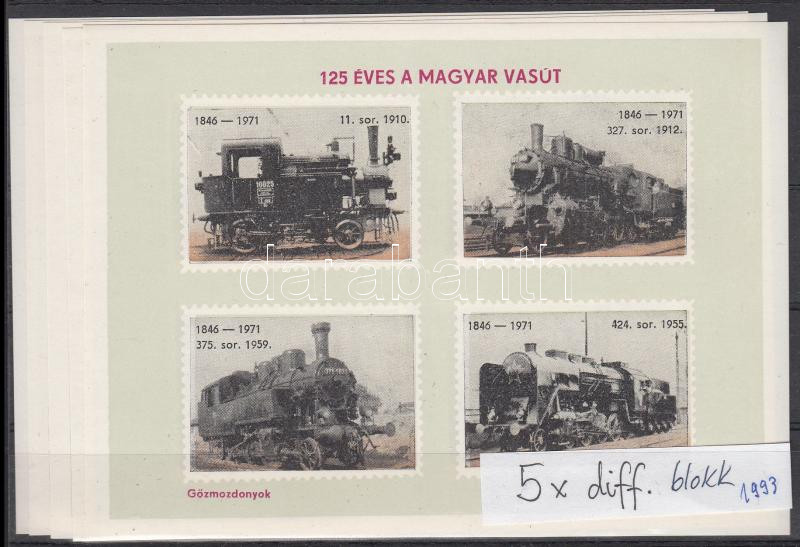 125 ÉVES A MAGYAR VASÚT
1846 — 1971 11. sor. 1910.
10025
1846 — 1971
327. sor. 1912.
darabanth
1846 — 1971
375. sor. 1959.
1846 — 1971 424. sor. 1955.
Gőzmozdonyok
5x diff. blokk 1993